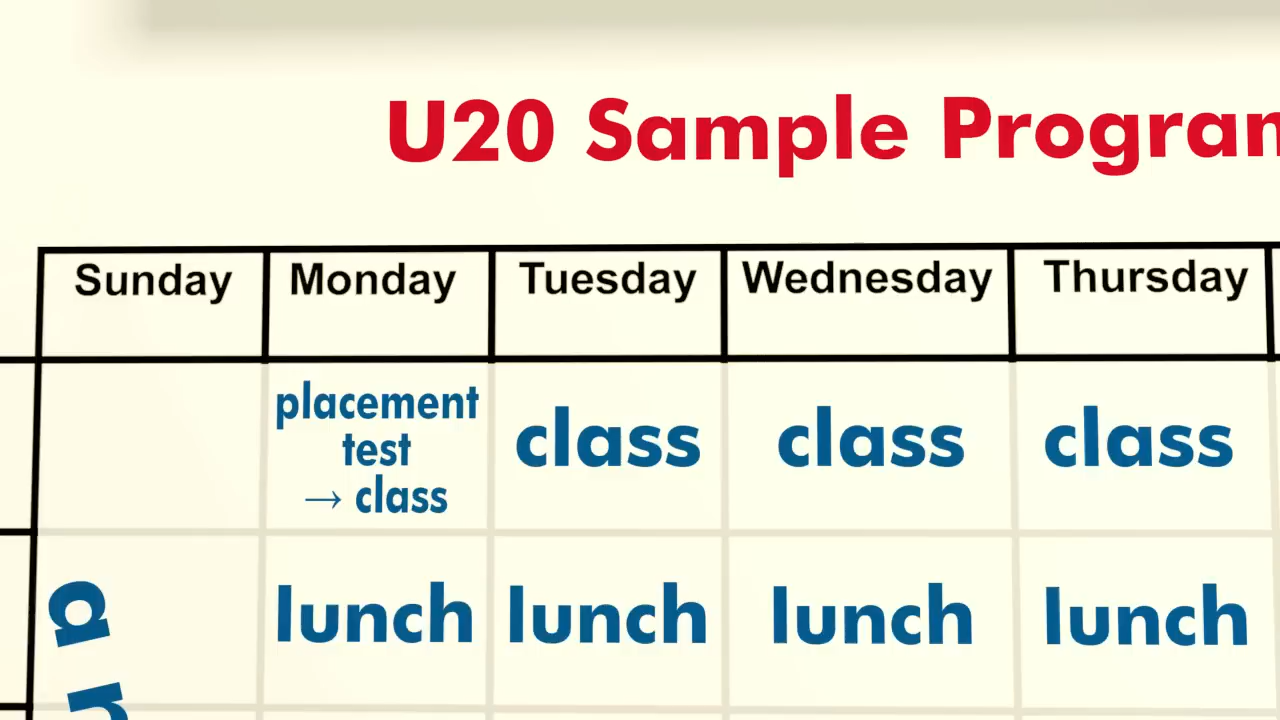 U20 Sample Program
Sunday Monday Tuesday Wednesday Thursday
placement
test
→ class
class class class
lunch lunch lunch lunch